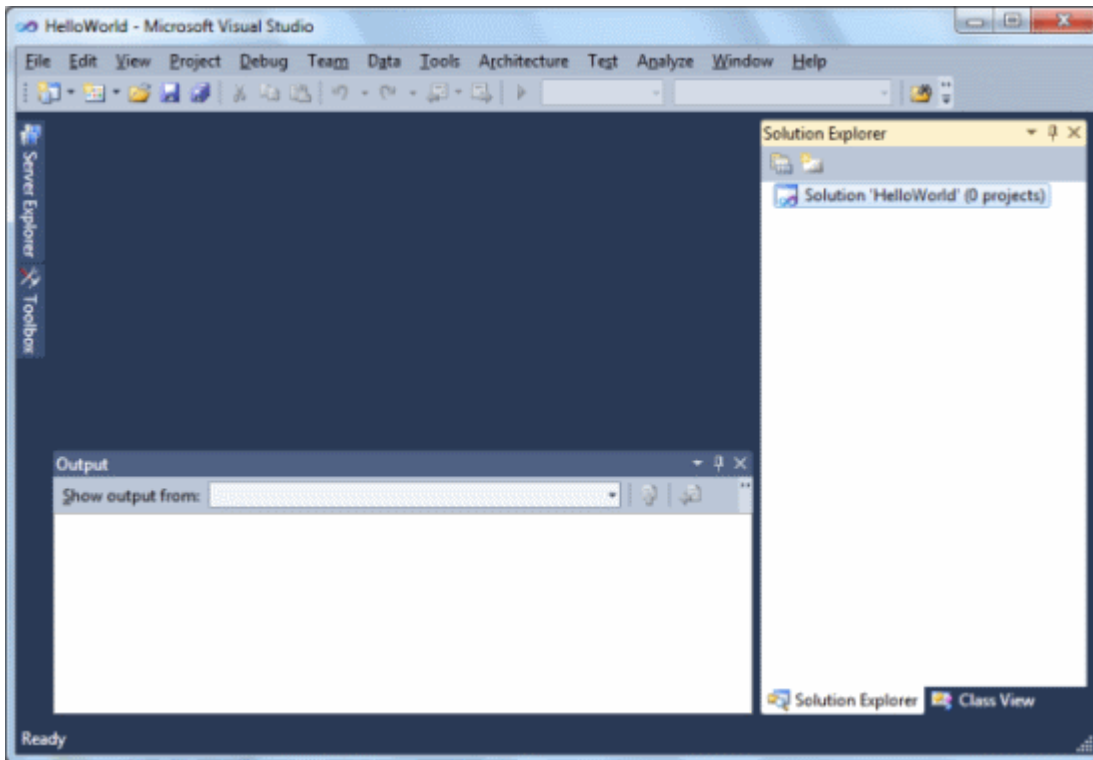 HelloWorld - Microsoft Visual Studio
File Edit View Project Debug Team Data Tools Architecture Test Analyze Window Help
Server Explorer
Toolbox
Solution Explorer
Solution 'HelloWorld' (0 projects)
Output
Show output from:
Solution Explorer Class View
Ready